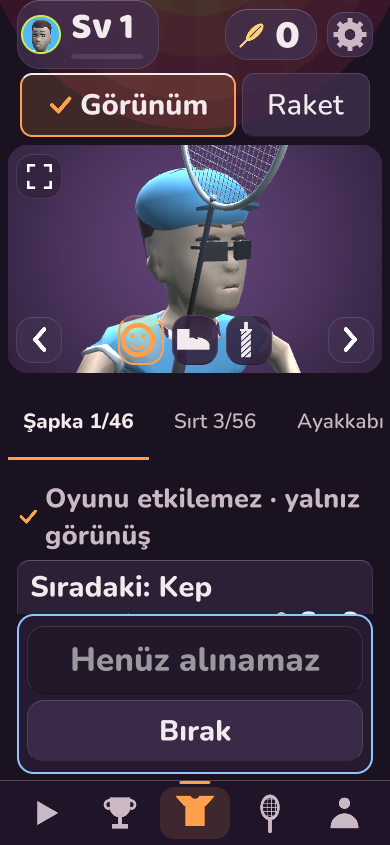 Sv 1
0
Görünüm
Raket
Şapka 1/46
Sırt 3/56
Ayakkabı
Oyunu etkilemez · yalnız
görünüş
Sıradaki: Kep
Henüz alınamaz
Bırak